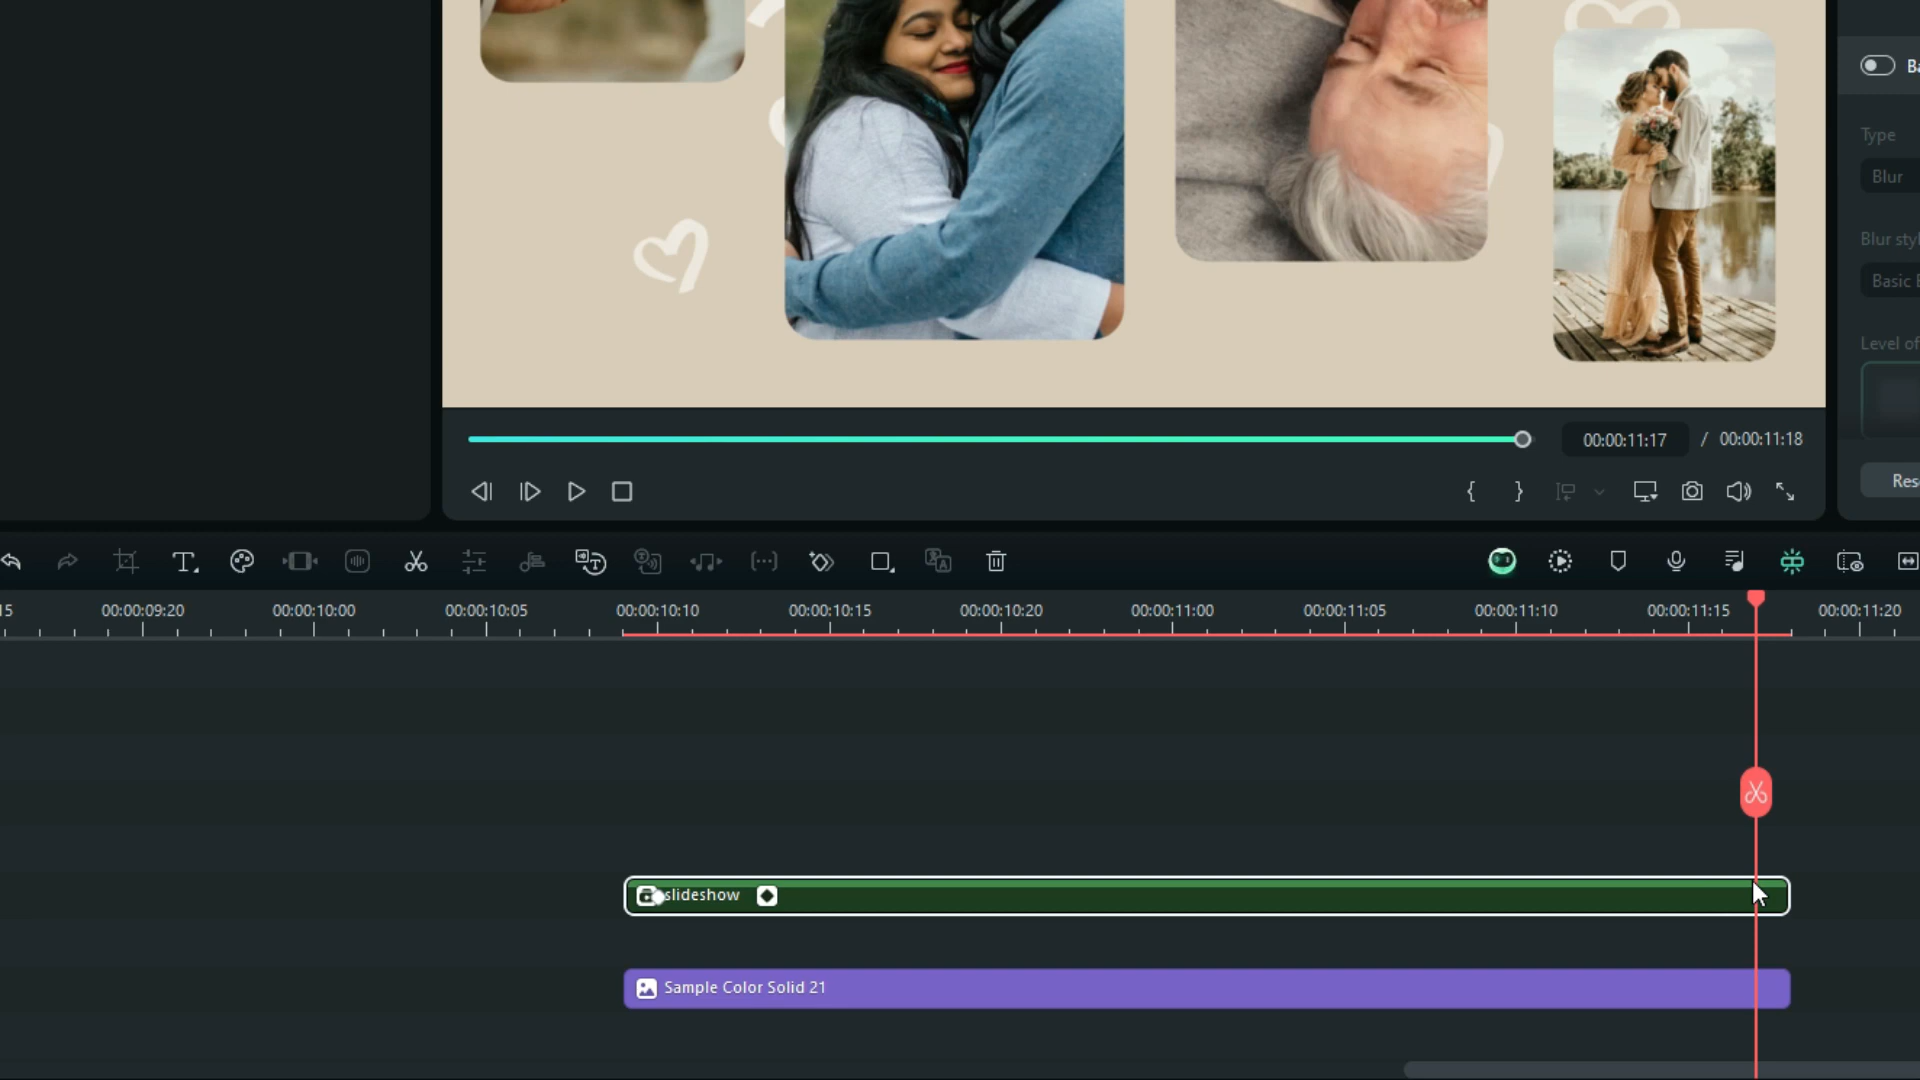 Ba
Type
Blur
Blur sty
Basic B
Level of
Res
00:00:11:17 / 00:00:11:18
15 00:00:09:20 00:00:10:00 00:00:10:05 00:00:10:10 00:00:10:15 00:00:10:20 00:00:11:00 00:00:11:05 00:00:11:10 00:00:11:15 00:00:11:20
slideshow
Sample Color Solid 21